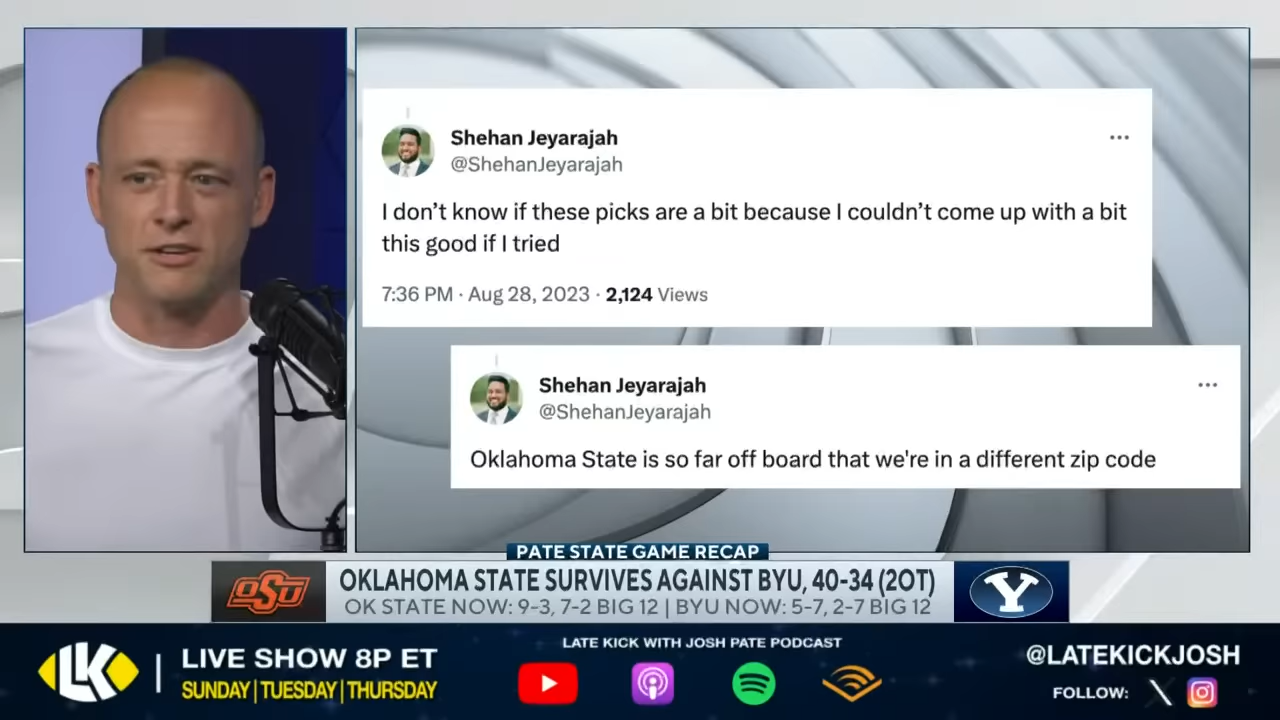 Shehan Jeyarajah
@ShehanJeyarajah
I don't know if these picks are a bit because I couldn't come up with a bit
this good if I tried
7:36 PM · Aug 28, 2023 · 2,124 Views
Shehan Jeyarajah
@ShehanJeyarajah
Oklahoma State is so far off board that we're in a different zip code
PATE STATE GAME RECAP
OSU
OKLAHOMA STATE SURVIVES AGAINST BYU, 40-34 (2OT)
OK STATE NOW: 9-3, 7-2 BIG 12 | BYU NOW: 5-7, 2-7 BIG 12
Y
LK
LIVE SHOW 8P ET
SUNDAY | TUESDAY | THURSDAY
LATE KICK WITH JOSH PATE PODCAST
@LATEKICKJOSH
FOLLOW: